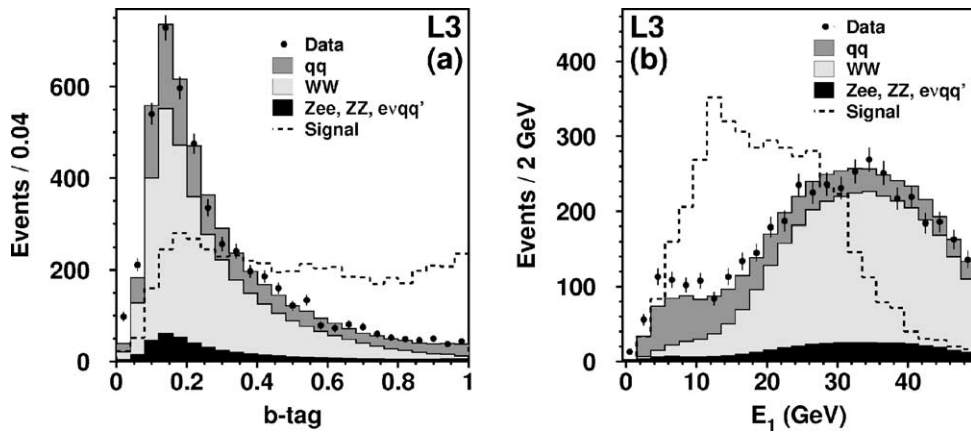 L3
(a)
Data
qq
WW
Zee, ZZ, eνqq'
Signal
Events / 0.04
600
400
200
0
0 0.2 0.4 0.6 0.8 1
b-tag
L3
(b)
Data
qq
WW
Zee, ZZ, eνqq'
Signal
Events / 2 GeV
400
300
200
100
0
0 10 20 30 40
E1 (GeV)